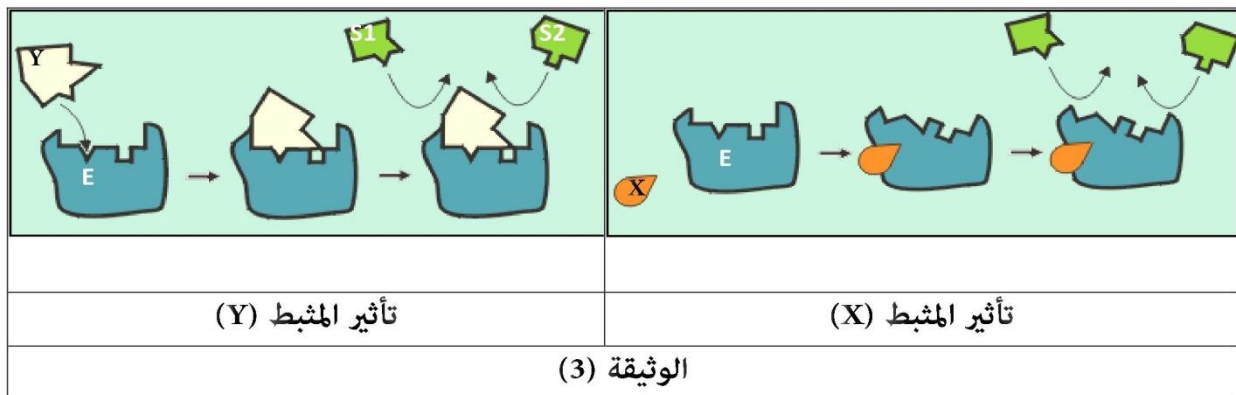 Y
S1
S2
E
X
E
تأثير المثبط (Y)
تأثير المثبط (X)
الوثيقة (3)